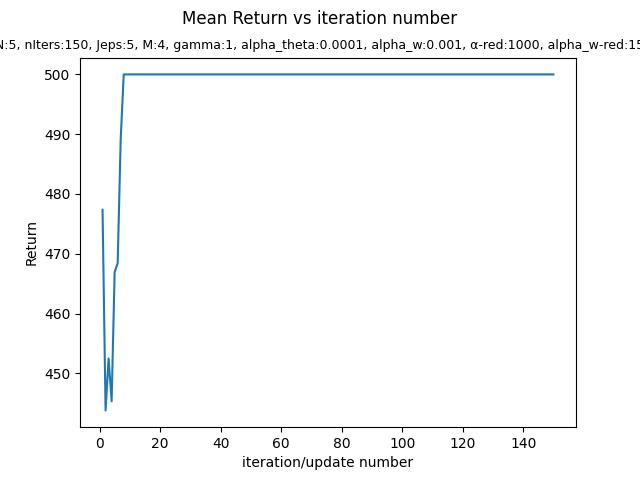 Mean Return vs iteration number
N:5, nIters:150, Jeps:5, M:4, gamma:1, alpha_theta:0.0001, alpha_w:0.001, α-red:1000, alpha_w-red:15
500
490
480
470
460
450
Return
0 20 40 60 80 100 120 140
iteration/update number